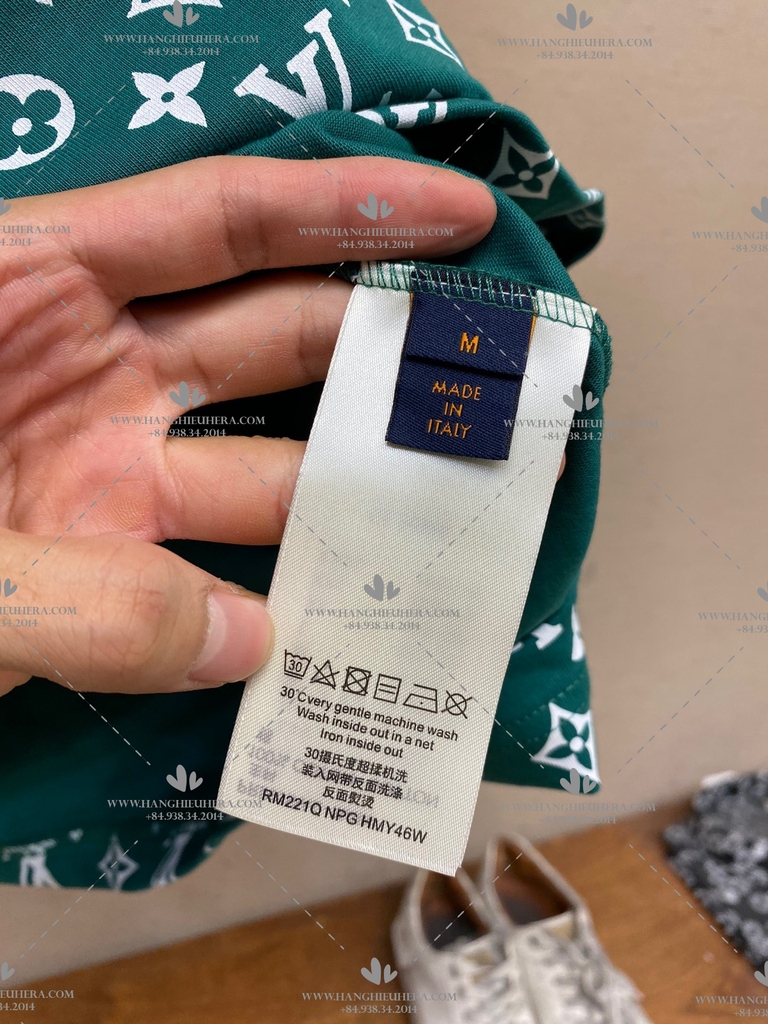 WWW.HANGHIEUHERA.COM
+84.938.34.2014
M
MADE
IN
ITALY
30
30°C very gentle machine wash
Wash inside out in a net
Iron inside out
30摄氏度超揉机洗
装入网带反面洗涤
反面熨烫
RM221Q NPG HMY46W